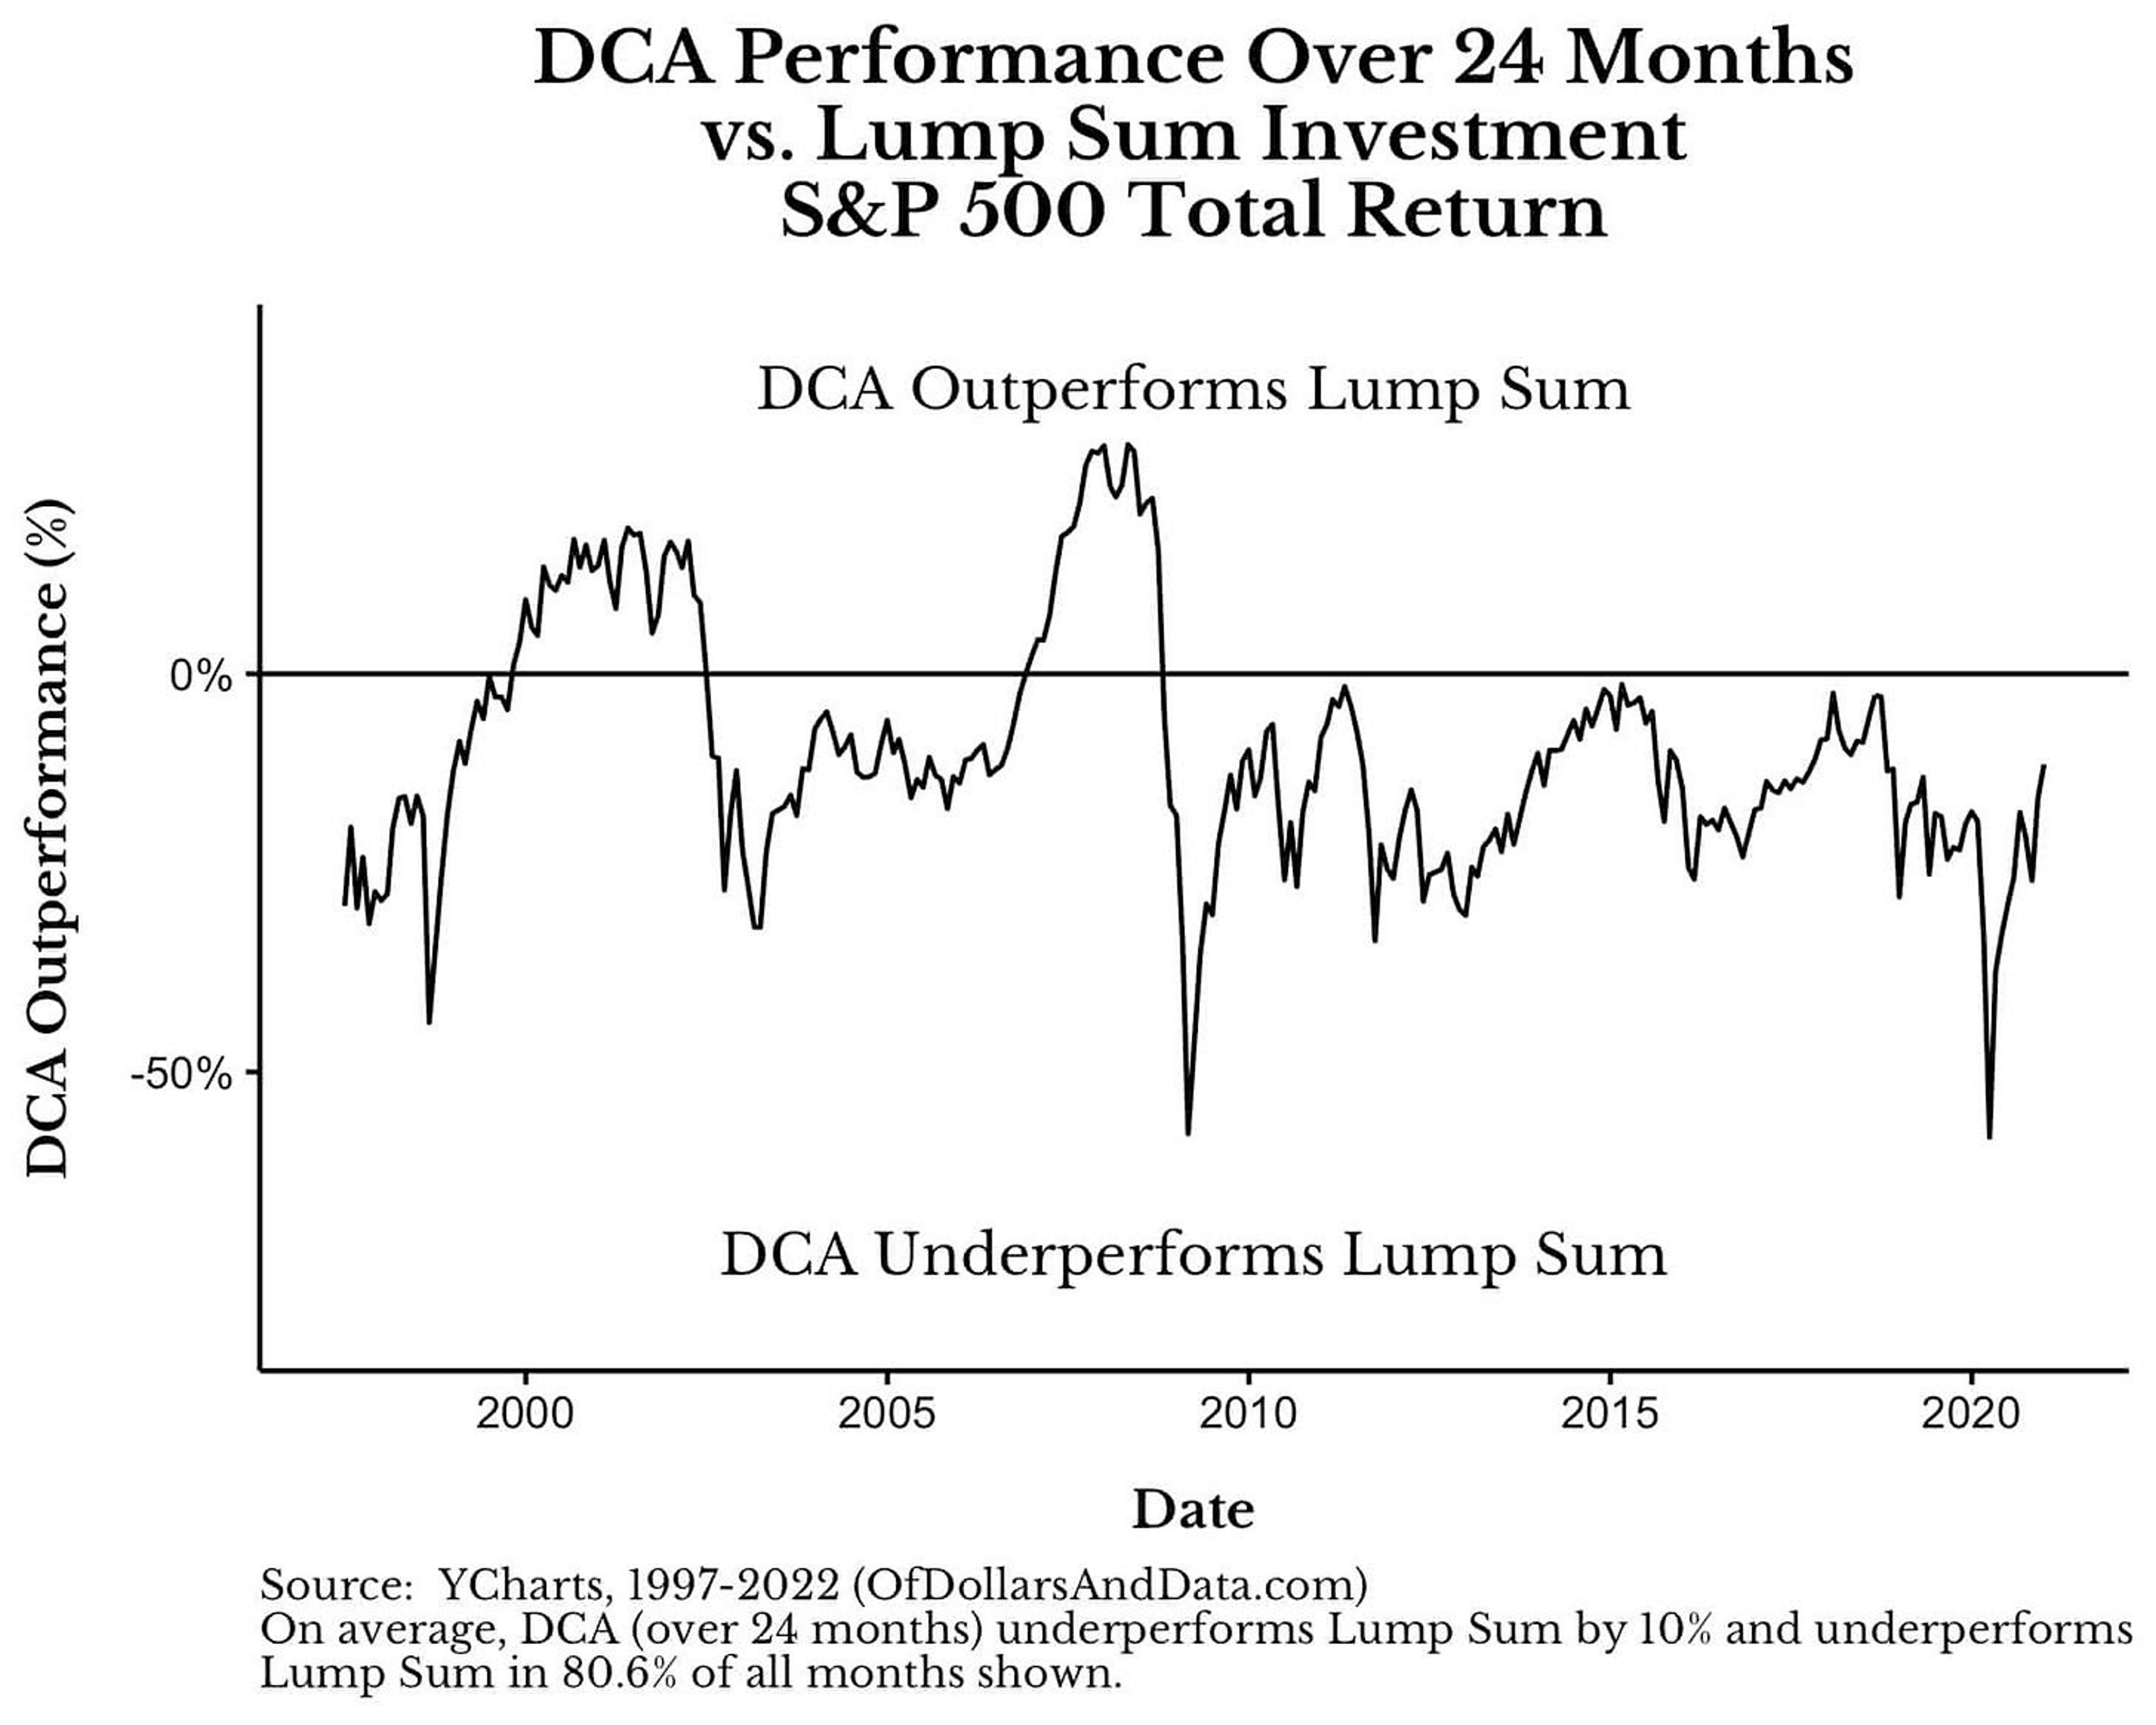 DCA Performance Over 24 Months
vs. Lump Sum Investment
S&P 500 Total Return
DCA Outperforms Lump Sum
DCA Outperformance (%)
0%
-50%
DCA Underperforms Lump Sum
2000 2005 2010 2015 2020
Date
Source:  YCharts, 1997-2022 (OfDollarsAndData.com)
On average, DCA (over 24 months) underperforms Lump Sum by 10% and underperforms
Lump Sum in 80.6% of all months shown.